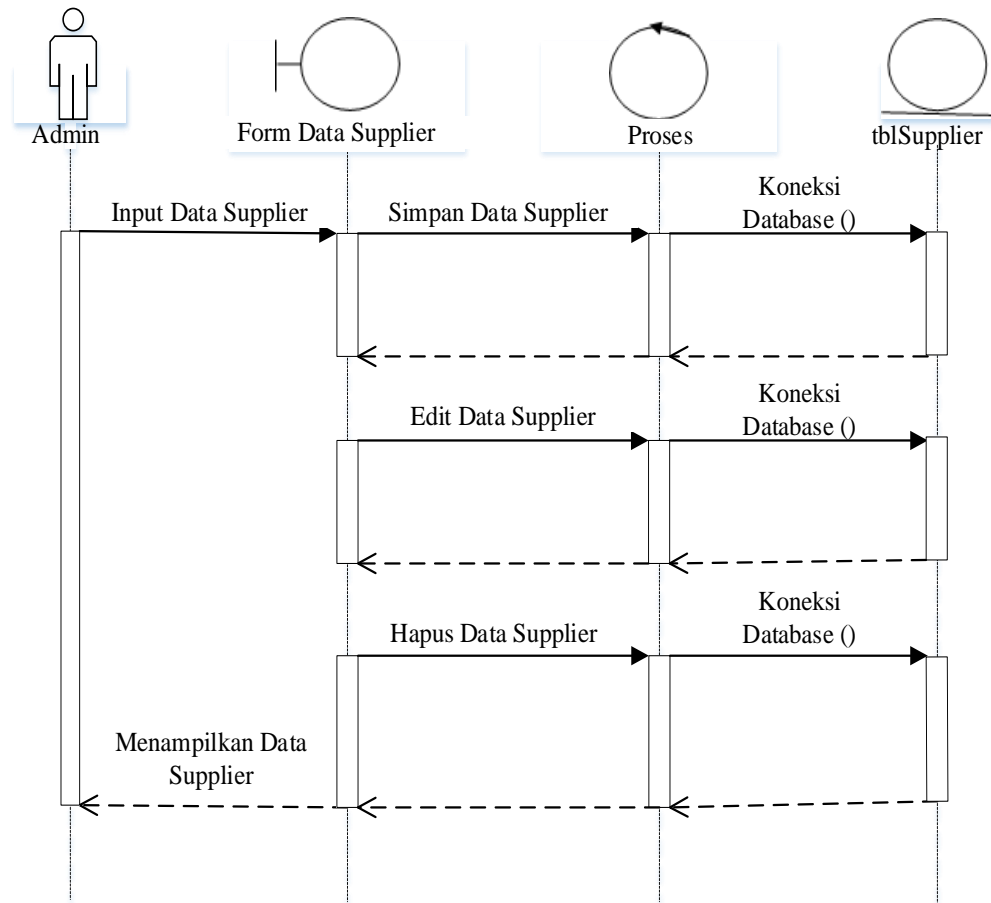 Admin
Form Data Supplier
Proses
tblSupplier
Input Data Supplier
Simpan Data Supplier
Koneksi
Database ()
Edit Data Supplier
Koneksi
Database ()
Hapus Data Supplier
Koneksi
Database ()
Menampilkan Data
Supplier